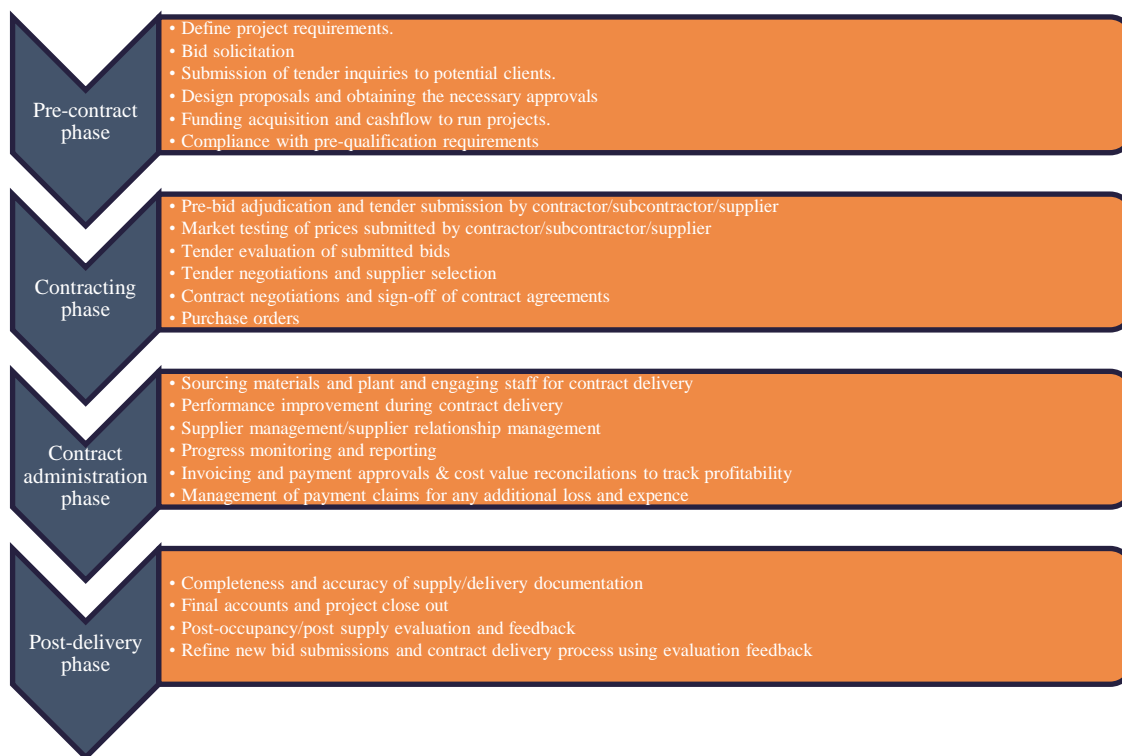 Pre-contract
phase
• Define project requirements.
• Bid solicitation
• Submission of tender inquiries to potential clients.
• Design proposals and obtaining the necessary approvals
• Funding acquisition and cashflow to run projects.
• Compliance with pre-qualification requirements
Contracting
phase
• Pre-bid adjudication and tender submission by contractor/subcontractor/supplier
• Market testing of prices submitted by contractor/subcontractor/supplier
• Tender evaluation of submitted bids
• Tender negotiations and supplier selection
• Contract negotiations and sign-off of contract agreements
• Purchase orders
Contract
administration
phase
• Sourcing materials and plant and engaging staff for contract delivery
• Performance improvement during contract delivery
• Supplier management/supplier relationship management
• Progress monitoring and reporting
• Invoicing and payment approvals & cost value reconcilations to track profitability
• Management of payment claims for any additional loss and expence
Post-delivery
phase
• Completeness and accuracy of supply/delivery documentation
• Final accounts and project close out
• Post-occupancy/post supply evaluation and feedback
• Refine new bid submissions and contract delivery process using evaluation feedback